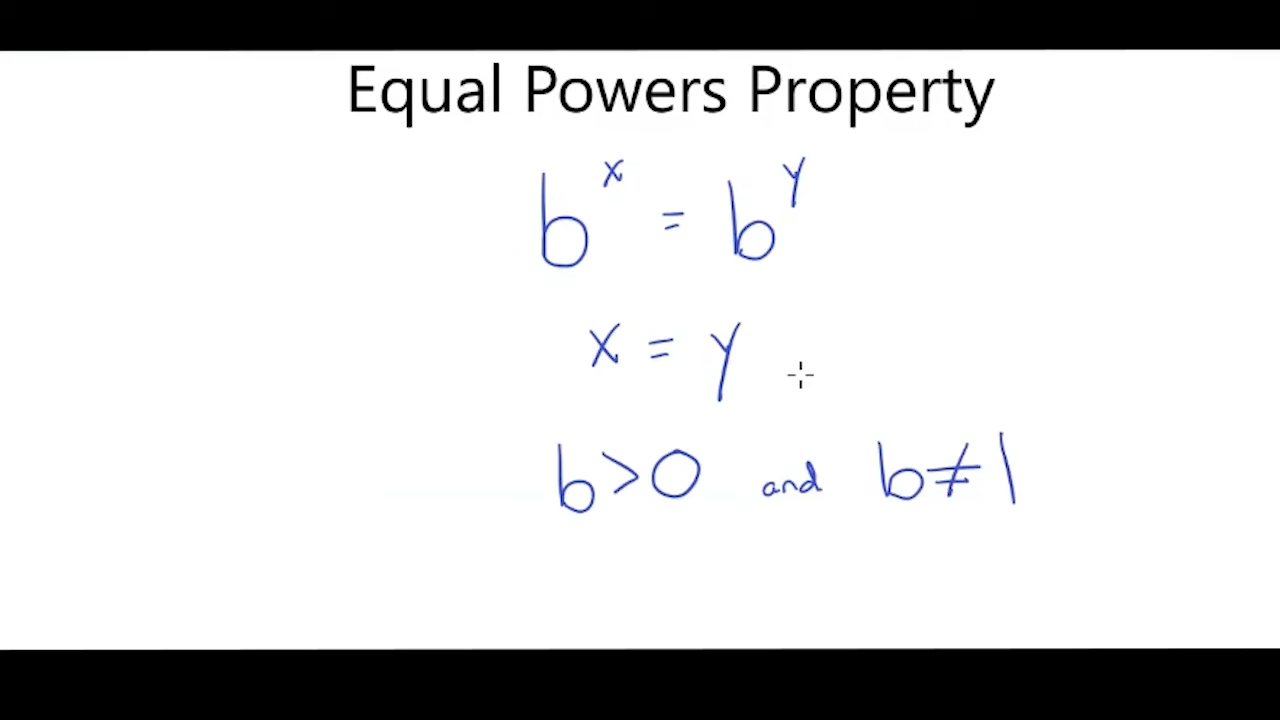 Equal Powers Property
b^x = b^y
x = y
b > 0 and b ≠ 1